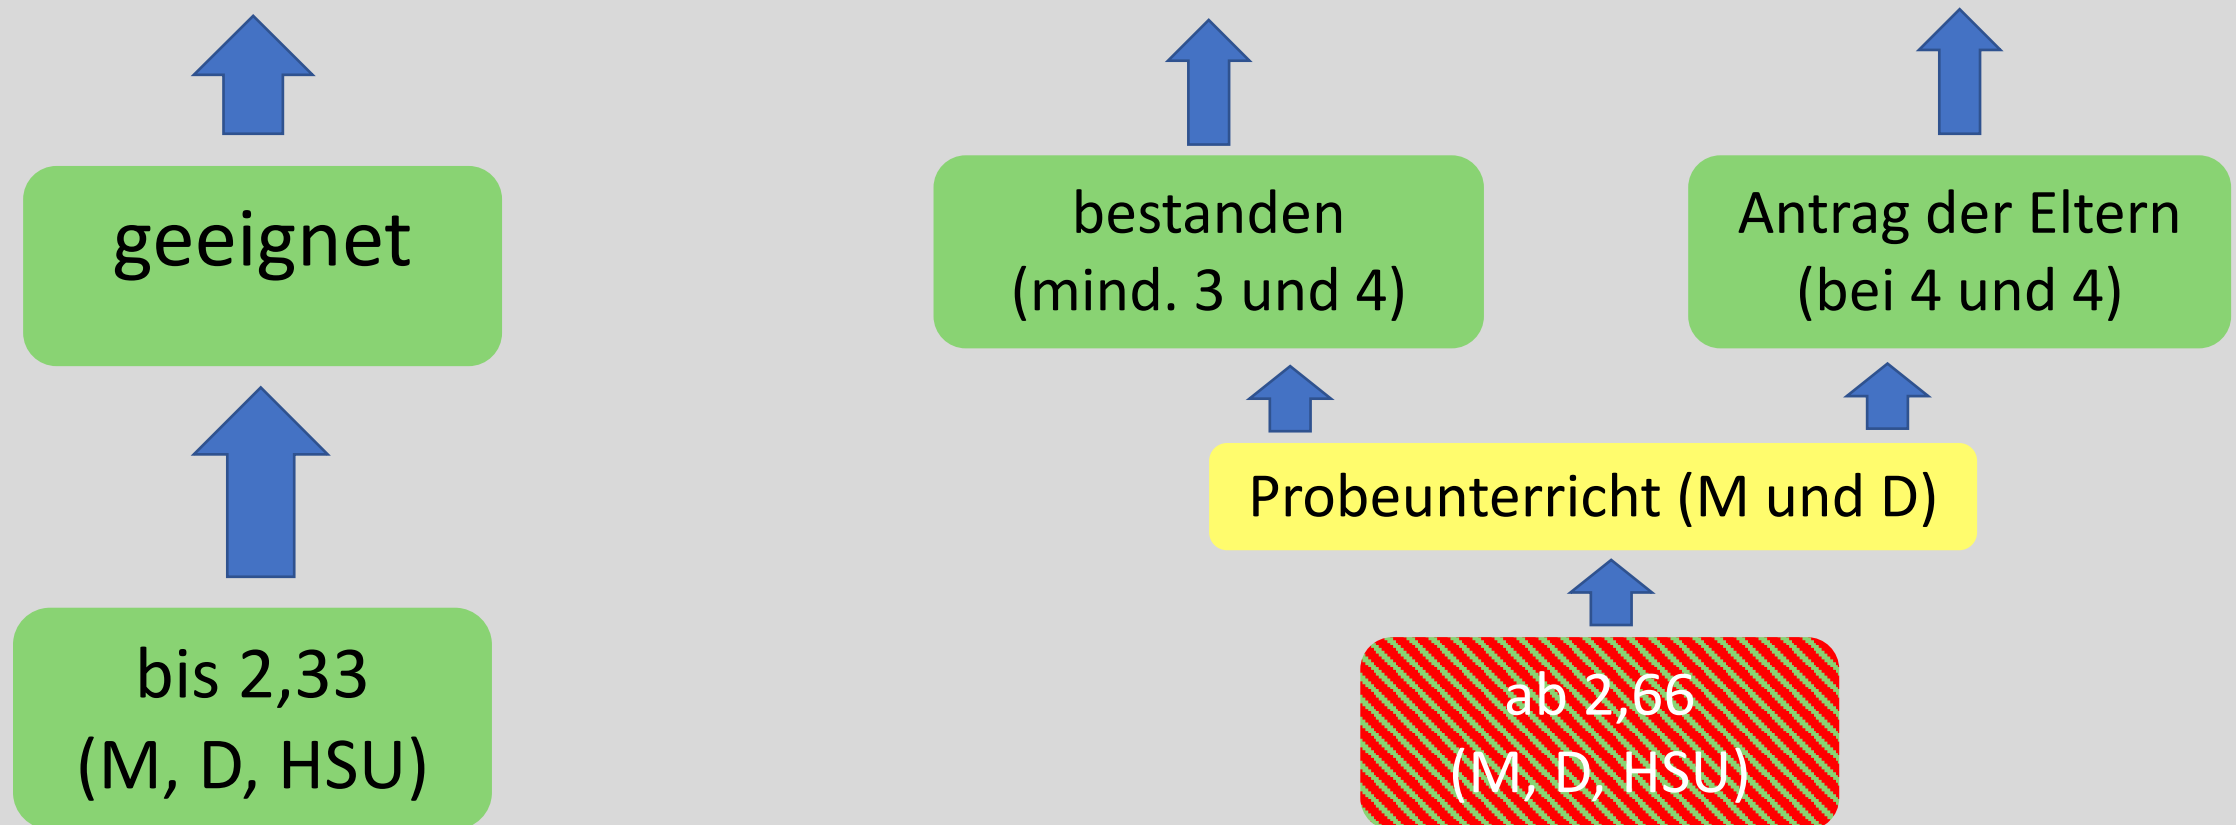 geeignet
bestanden
(mind. 3 und 4)
Antrag der Eltern
(bei 4 und 4)
Probeunterricht (M und D)
bis 2,33
(M, D, HSU)
ab 2,66
(M, D, HSU)